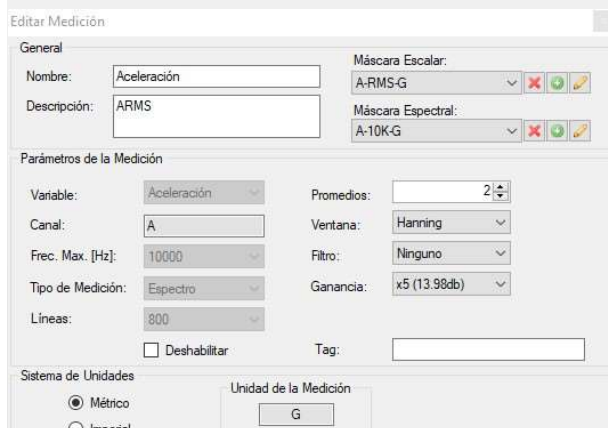 Editar Medición
General
Nombre: Aceleración
Máscara Escalar:
A-RMS-G
Descripción: ARMS
Máscara Espectral:
A-10K-G
Parámetros de la Medición
Variable: Aceleración Promedios: 2
Canal: A Ventana: Hanning
Frec. Max. [Hz]: 10000 Filtro: Ninguno
Tipo de Medición: Espectro Ganancia: x5 (13.98db)
Líneas: 800
Deshabilitar Tag:
Sistema de Unidades
Unidad de la Medición
Métrico
G